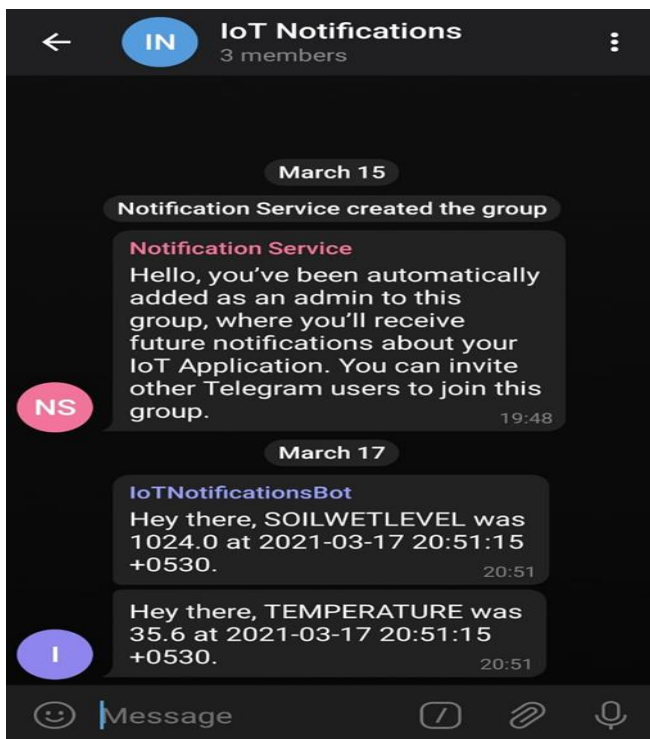 IN
IoT Notifications
3 members
March 15
Notification Service created the group
Notification Service
Hello, you've been automatically
added as an admin to this
group, where you'll receive
future notifications about your
IoT Application. You can invite
other Telegram users to join this
group.
19:48
NS
March 17
IoTNotificationsBot
Hey there, SOILWETLEVEL was
1024.0 at 2021-03-17 20:51:15
+0530.
20:51
Hey there, TEMPERATURE was
35.6 at 2021-03-17 20:51:15
+0530.
20:51
I
Message